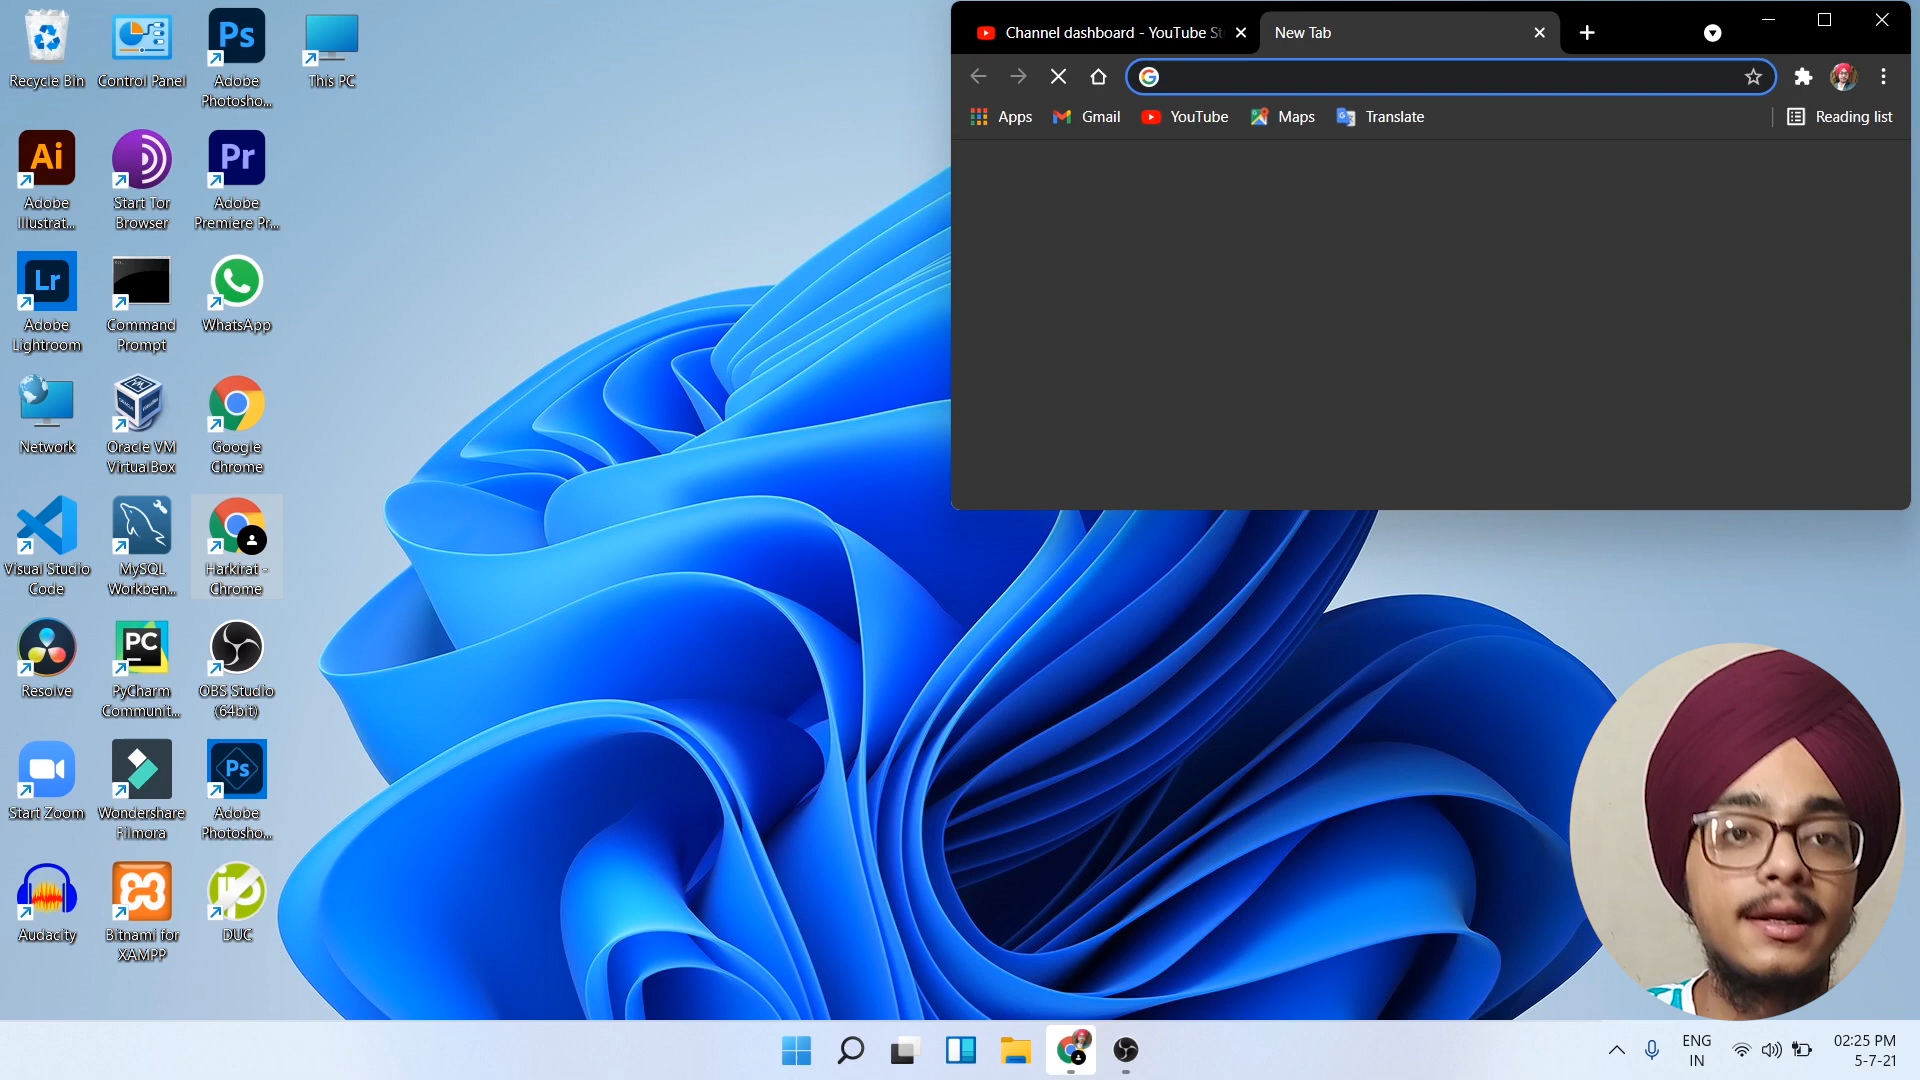 Recycle Bin
Control Panel
Ps
Adobe
Photosho...
This PC
Ai
Adobe
Illustrat...
Start Tor
Browser
Pr
Adobe
Premiere Pr...
Lr
Adobe
Lightroom
Command
Prompt
WhatsApp
Network
Oracle VM
VirtualBox
Google
Chrome
Visual Studio
Code
MySQL
Workben...
Harkirat -
Chrome
Resolve
PC
PyCharm
Communit...
OBS Studio
(64bit)
Start Zoom
Wondershare
Filmora
Ps
Adobe
Photosho...
Audacity
Bitnami for
XAMPP
DUC
Channel dashboard - YouTube St
New Tab
Apps
Gmail
YouTube
Maps
Translate
Reading list
ENG
IN
02:25 PM
5-7-21